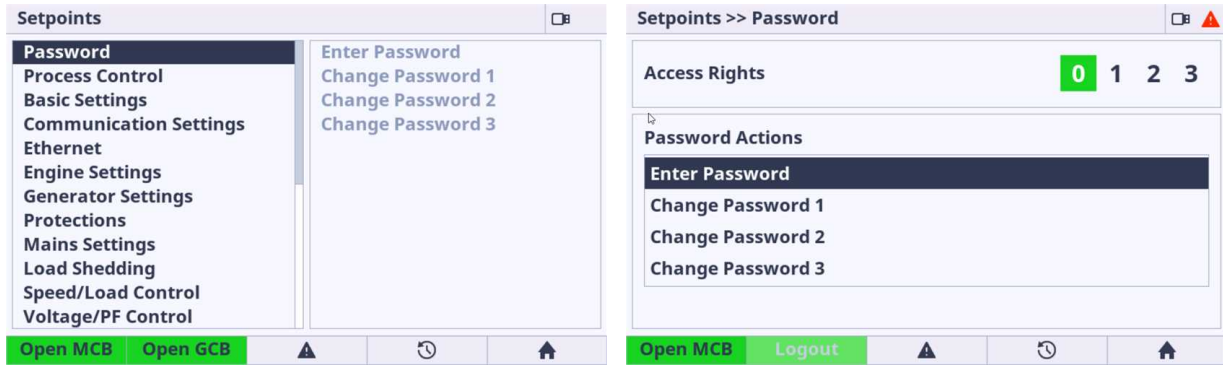 Setpoints
Password
Process Control
Basic Settings
Communication Settings
Ethernet
Engine Settings
Generator Settings
Protections
Mains Settings
Load Shedding
Speed/Load Control
Voltage/PF Control
Enter Password
Change Password 1
Change Password 2
Change Password 3
Open MCB Open GCB
Setpoints >> Password
Access Rights 0 1 2 3
Password Actions
Enter Password
Change Password 1
Change Password 2
Change Password 3
Open MCB Logout